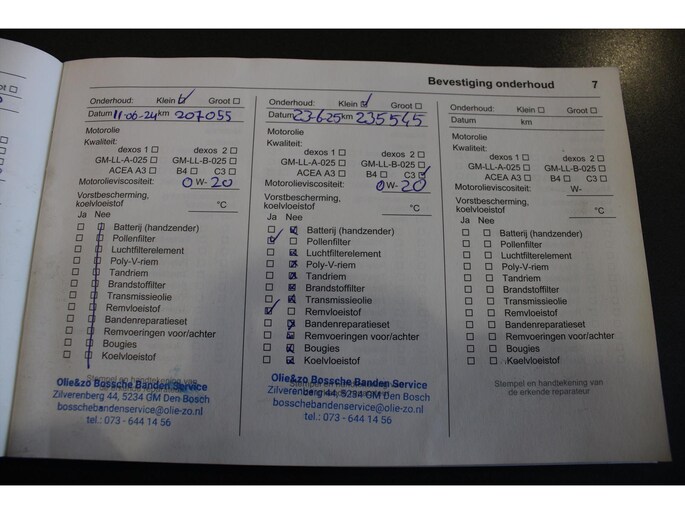 Bevestiging onderhoud 7
Onderhoud: Klein Groot
Datum 11-06-24 km 207055
Motorolie
Kwaliteit:
dexos 1 dexos 2
GM-LL-A-025 GM-LL-B-025
ACEA A3 B4 C3
Motorolieviscositeit: 0 W- 20
Vorstbescherming,
koelvloeistof °C
Ja Nee
Batterij (handzender)
Pollenfilter
Luchtfilterelement
Poly-V-riem
Tandriem
Brandstoffilter
Transmissieolie
Remvloeistof
Bandenreparatieset
Remvoeringen voor/achter
Bougies
Koelvloeistof
Stempel en handtekening van
Olie&zo Bossche Banden Service
Zilverenberg 44, 5234 GM Den Bosch
bosschebandenservice@olie-zo.nl
tel.: 073 - 644 14 56
Onderhoud: Klein Groot
Datum 23-6-25 km 235545
Motorolie
Kwaliteit:
dexos 1 dexos 2
GM-LL-A-025 GM-LL-B-025
ACEA A3 B4 C3
Motorolieviscositeit: 0 W- 20
Vorstbescherming,
koelvloeistof °C
Ja Nee
Batterij (handzender)
Pollenfilter
Luchtfilterelement
Poly-V-riem
Tandriem
Brandstoffilter
Transmissieolie
Remvloeistof
Bandenreparatieset
Remvoeringen voor/achter
Bougies
Koelvloeistof
Olie&zo Bossche Banden Service
Zilverenberg 44, 5234 GM Den Bosch
bosschebandenservice@olie-zo.nl
tel.: 073 - 644 14 56
Onderhoud: Klein Groot
Datum km
Motorolie
Kwaliteit:
dexos 1 dexos 2
GM-LL-A-025 GM-LL-B-025
ACEA A3 B4 C3
Motorolieviscositeit: W-
Vorstbescherming,
koelvloeistof °C
Ja Nee
Batterij (handzender)
Pollenfilter
Luchtfilterelement
Poly-V-riem
Tandriem
Brandstoffilter
Transmissieolie
Remvloeistof
Bandenreparatieset
Remvoeringen voor/achter
Bougies
Koelvloeistof
Stempel en handtekening van
de erkende reparateur